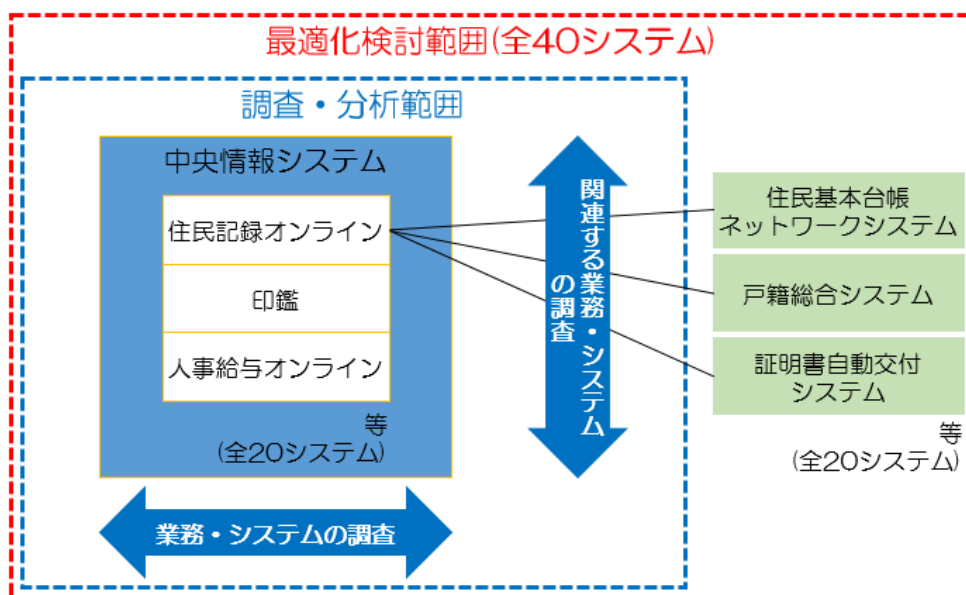 最適化検討範囲(全40システム)
調査・分析範囲
中央情報システム
住民記録オンライン
印鑑
人事給与オンライン
等
(全20システム)
業務・システムの調査
関連する業務・システム
の調査
住民基本台帳
ネットワークシステム
戸籍総合システム
証明書自動交付
システム
等
(全20システム)